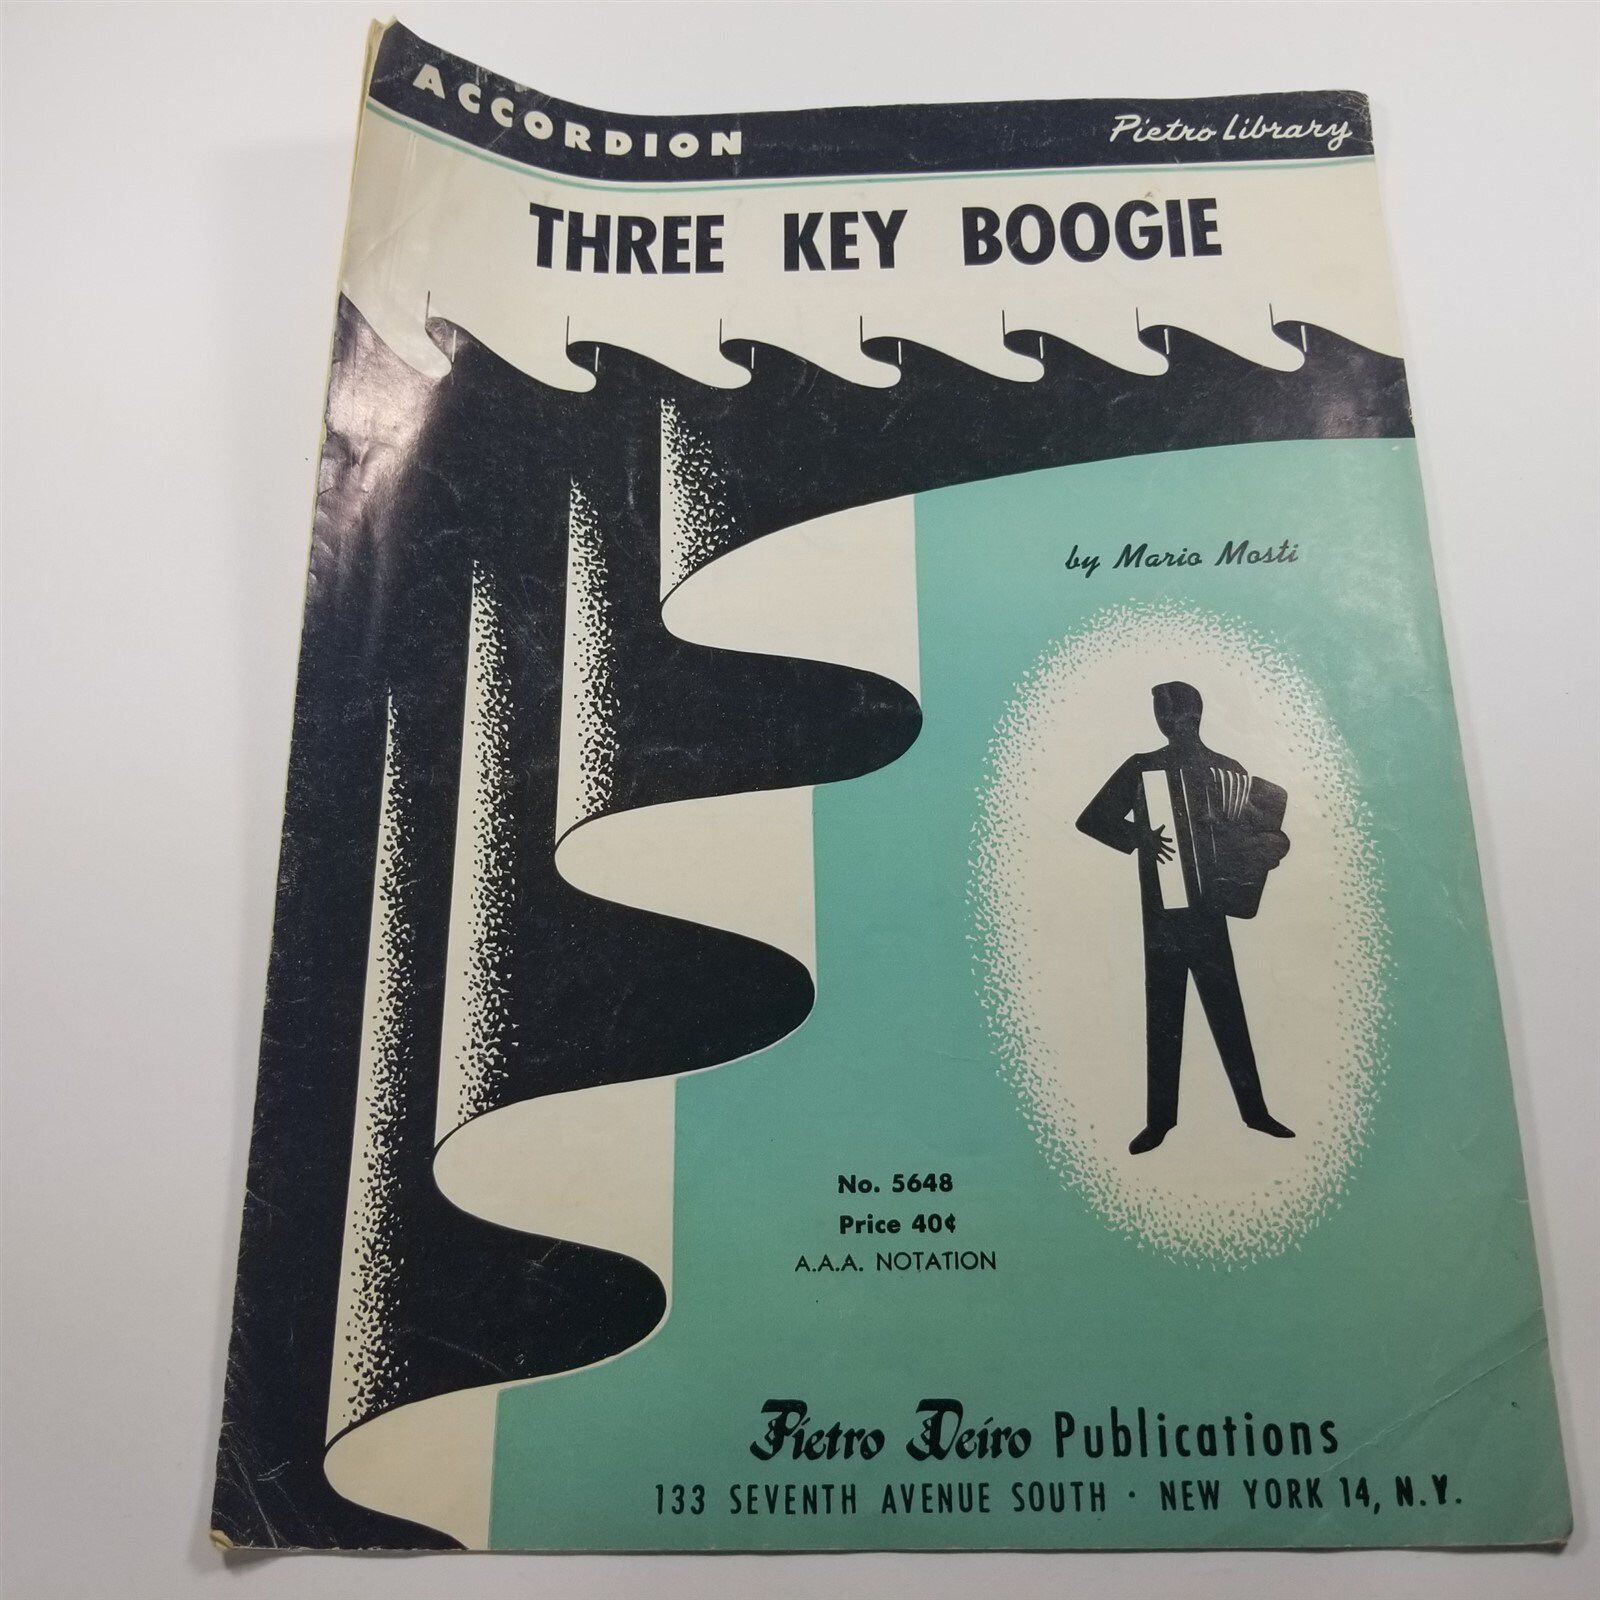 ACCORDION
Pietro Library
THREE KEY BOOGIE
by Mario Mosti
No. 5648
Price 40¢
A.A.A. NOTATION
Pietro Deiro Publications
133 SEVENTH AVENUE SOUTH · NEW YORK 14, N.Y.